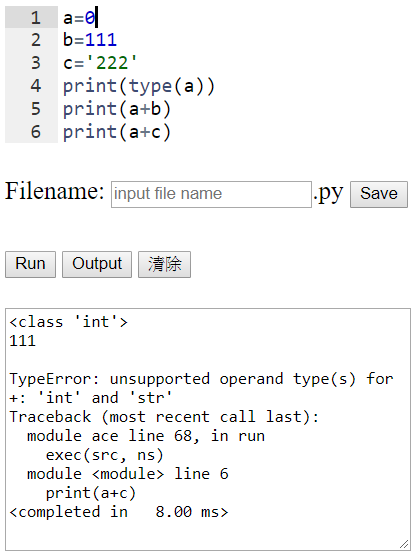 1 a=0
2 b=111
3 c='222'
4 print(type(a))
5 print(a+b)
6 print(a+c)
Filename: input file name .py Save
Run Output 清除
<class 'int'>
111
TypeError: unsupported operand type(s) for
+: 'int' and 'str'
Traceback (most recent call last):
  module ace line 68, in run
    exec(src, ns)
  module <module> line 6
    print(a+c)
<completed in   8.00 ms>